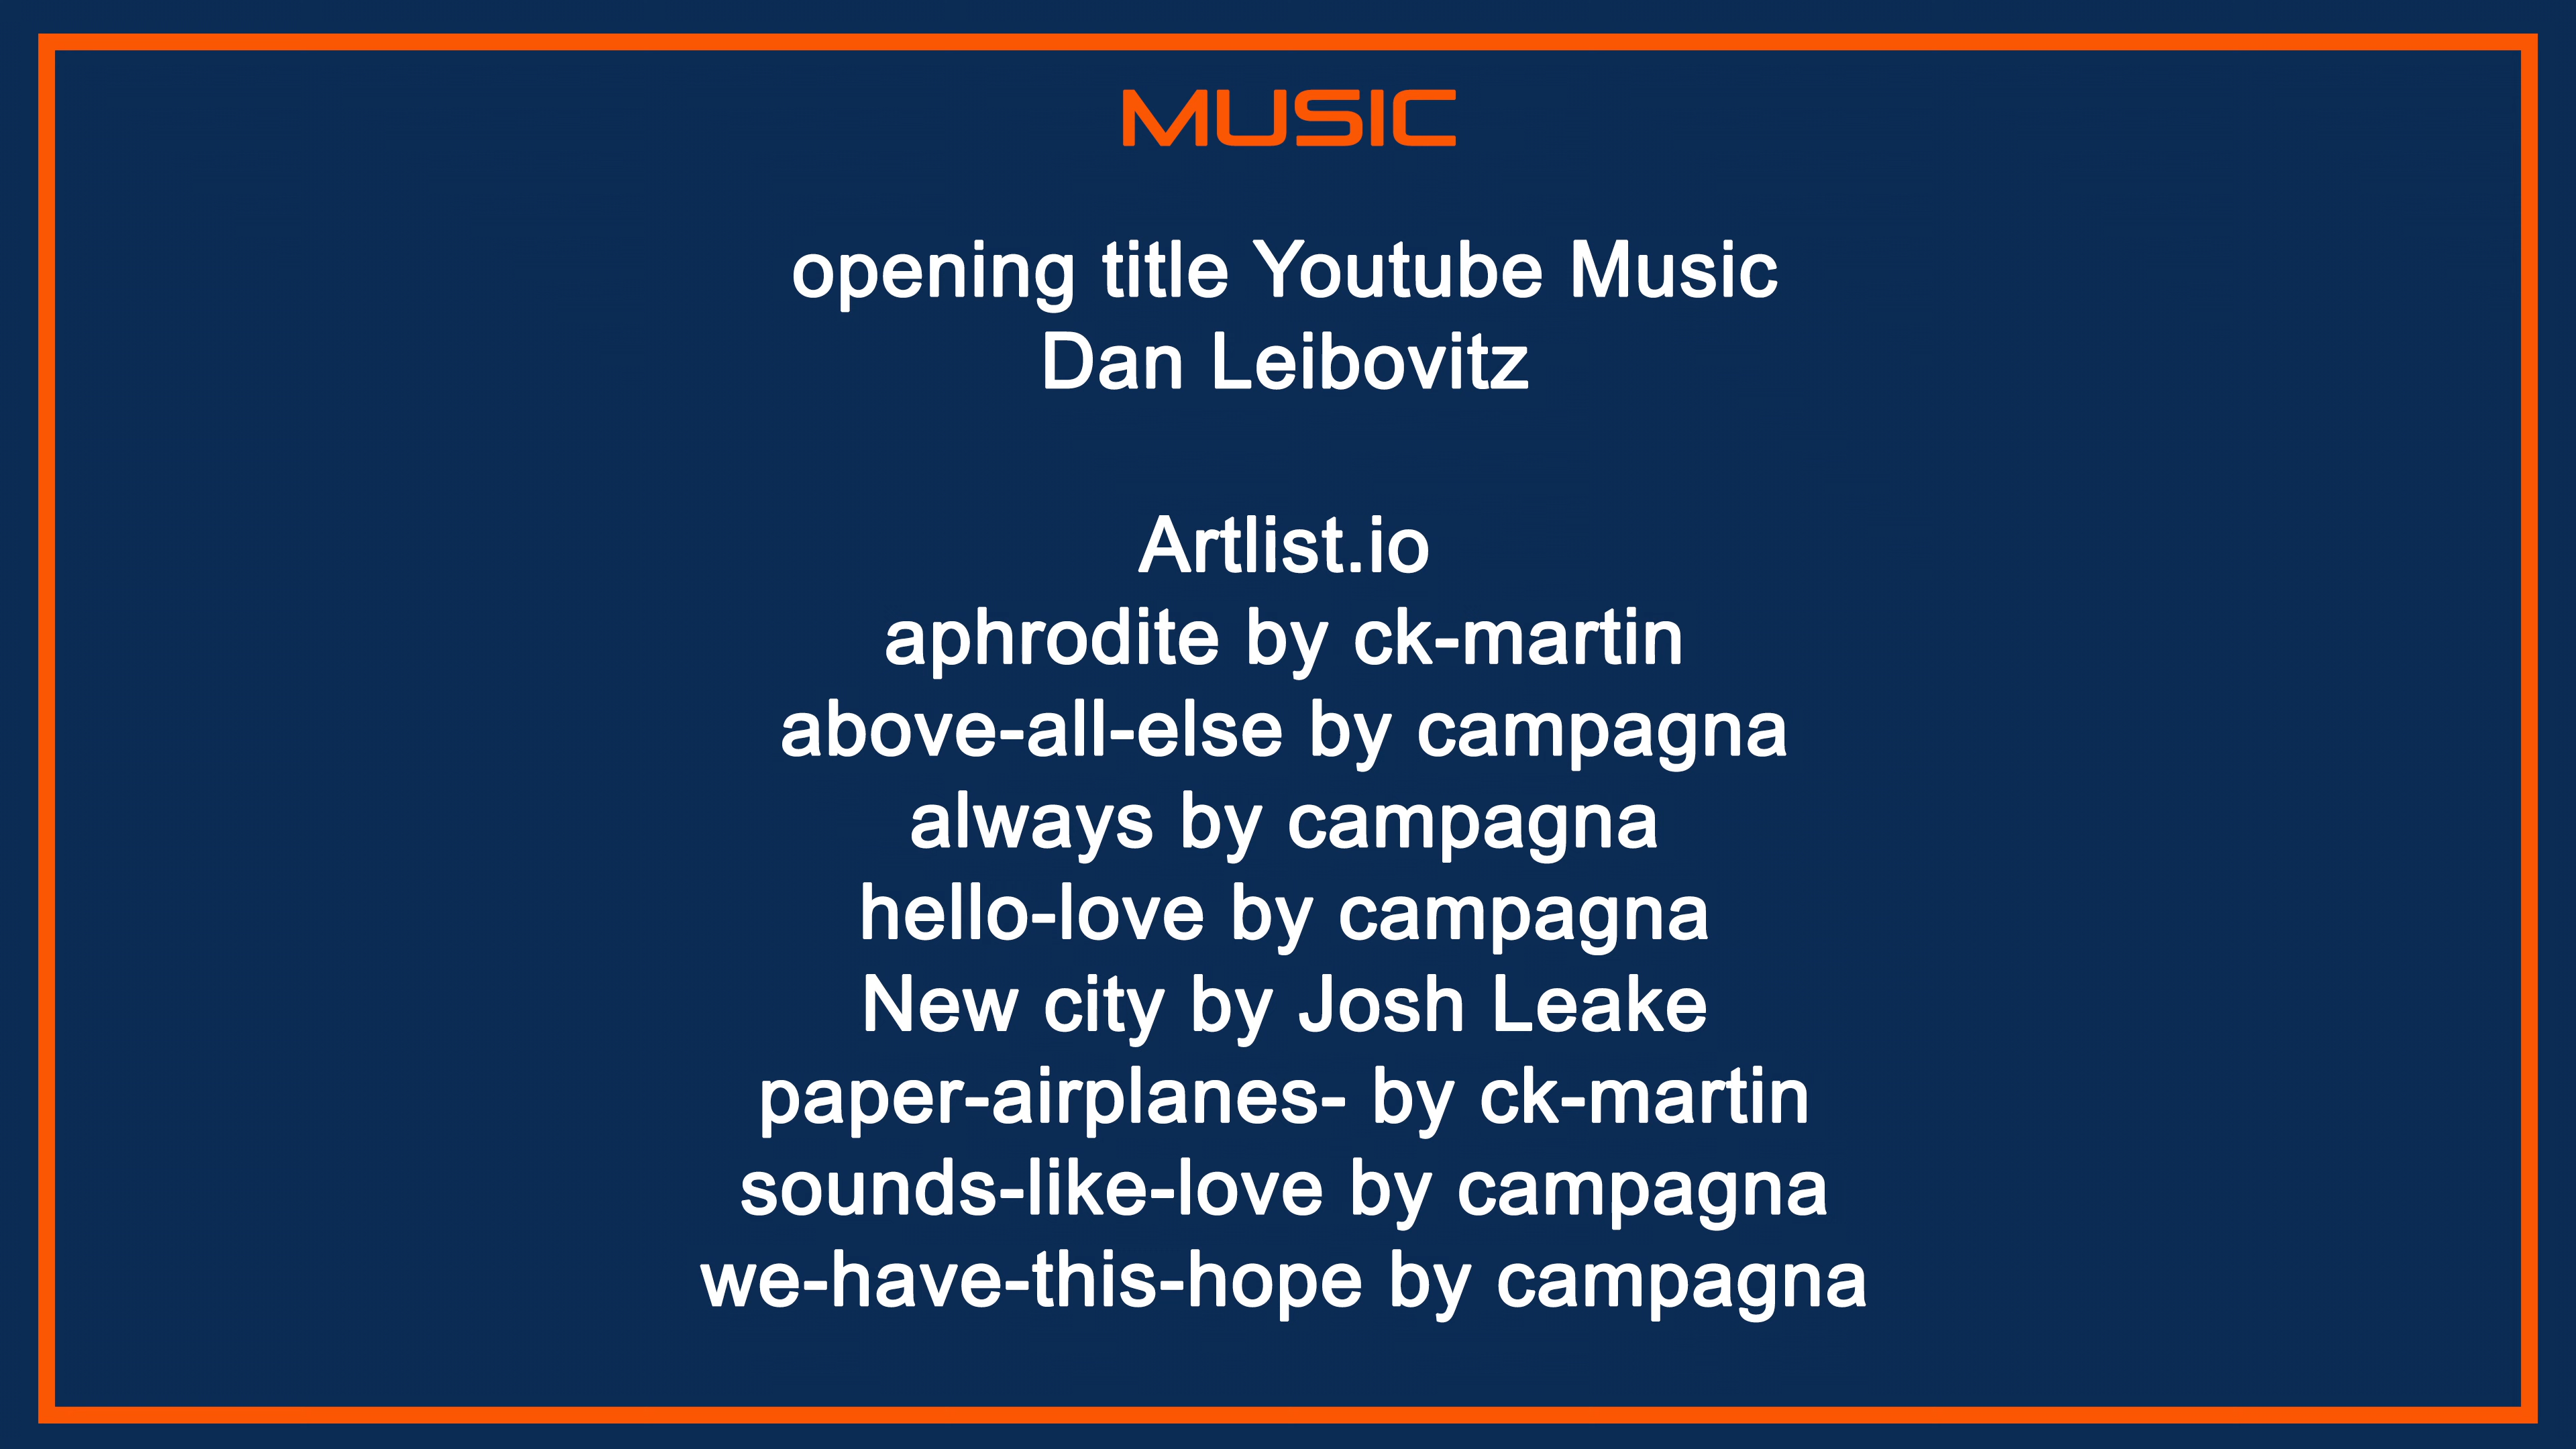 MUSIC
opening title Youtube Music
Dan Leibovitz
Artlist.io
aphrodite by ck-martin
above-all-else by campagna
always by campagna
hello-love by campagna
New city by Josh Leake
paper-airplanes- by ck-martin
sounds-like-love by campagna
we-have-this-hope by campagna